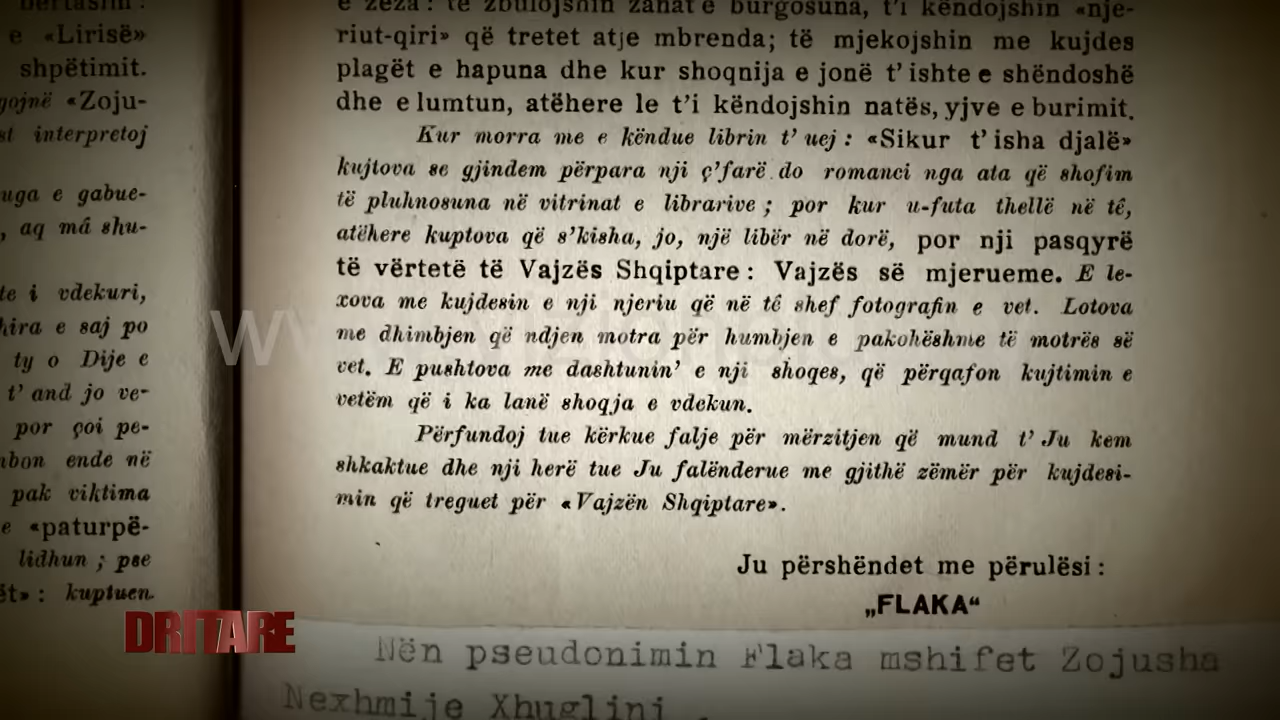 bërtasim :
e «Lirisë»
shpëtimit.
gojnë «Zoju-
interpretoj
uga e gabue-
, aq mâ shu-
te i vdekuri,
hira e saj po
ty o Dije e
t' and jo ve-
por çoi pe-
mbon ende në
pak viktima
e «paturpë-
lidhun ; pse
ët» : kuptuen
e zeza : të zbulojshin zanat e burgosuna, t'i këndojshin «nje-
riut-qiri» që tretet atje mbrenda; të mjekojshin me kujdes
plagët e hapuna dhe kur shoqnija e jonë t' ishte e shëndoshë
dhe e lumtun, atëhere le t'i këndojshin natës, yjve e burimit.
Kur morra me e këndue librin t' uej : «Sikur t' isha djalë»
kujtova se gjindem përpara nji ç'farë do romanci nga ata që shofim
të pluhnosuna në vitrinat e librarive ; por kur u-futa thellë në tê,
atëhere kuptova që s'kisha, jo, një libër në dorë, por nji pasqyrë
të vërtetë të Vajzës Shqiptare : Vajzës së mjerueme. E le-
xova me kujdesin e nji njeriu që në tê shef fotografin e vet. Lotova
me dhimbjen që ndjen motra për humbjen e pakohëshme të motrës së
vet. E pushtova me dashtunin' e nji shoqes, që përqafon kujtimin e
vetëm që i ka lanë shoqja e vdekun.
Përfundoj tue kërkue falje për mërzitjen që mund t' Ju kem
shkaktue dhe nji herë tue Ju falënderue me gjithë zëmër për kujdesi-
min që treguet për «Vajzën Shqiptare».
Ju përshëndet me përulësi :
„FLAKA“
DRITARE
Nën pseudonimin Flaka mshifet Zojusha
Nexhmije Xhuglini .